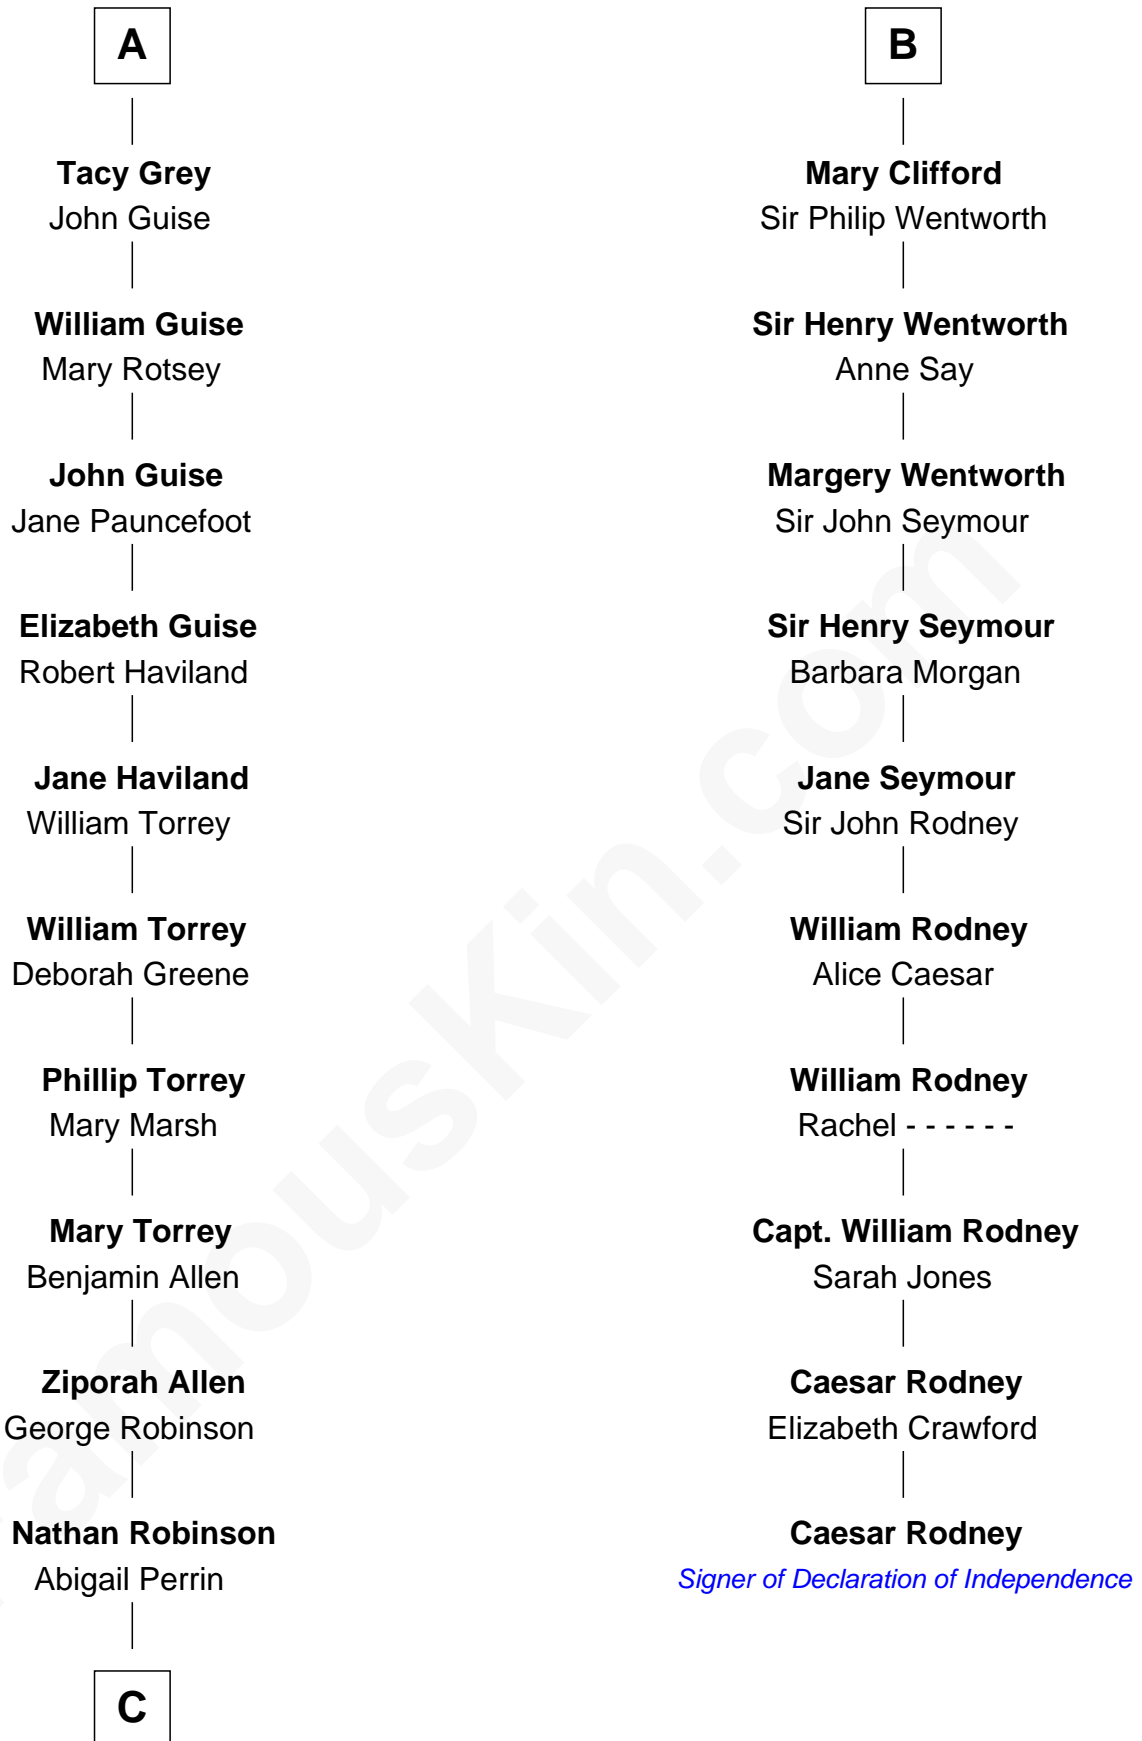 A
Tacy Grey
John Guise
William Guise
Mary Rotsey
John Guise
Jane Pauncefoot
Elizabeth Guise
Robert Haviland
Jane Haviland
William Torrey
William Torrey
Deborah Greene
Phillip Torrey
Mary Marsh
Mary Torrey
Benjamin Allen
Ziporah Allen
George Robinson
Nathan Robinson
Abigail Perrin
C
B
Mary Clifford
Sir Philip Wentworth
Sir Henry Wentworth
Anne Say
Margery Wentworth
Sir John Seymour
Sir Henry Seymour
Barbara Morgan
Jane Seymour
Sir John Rodney
William Rodney
Alice Caesar
William Rodney
Rachel - - - - - -
Capt. William Rodney
Sarah Jones
Caesar Rodney
Elizabeth Crawford
Caesar Rodney
Signer of Declaration of Independence
FamousKin.com